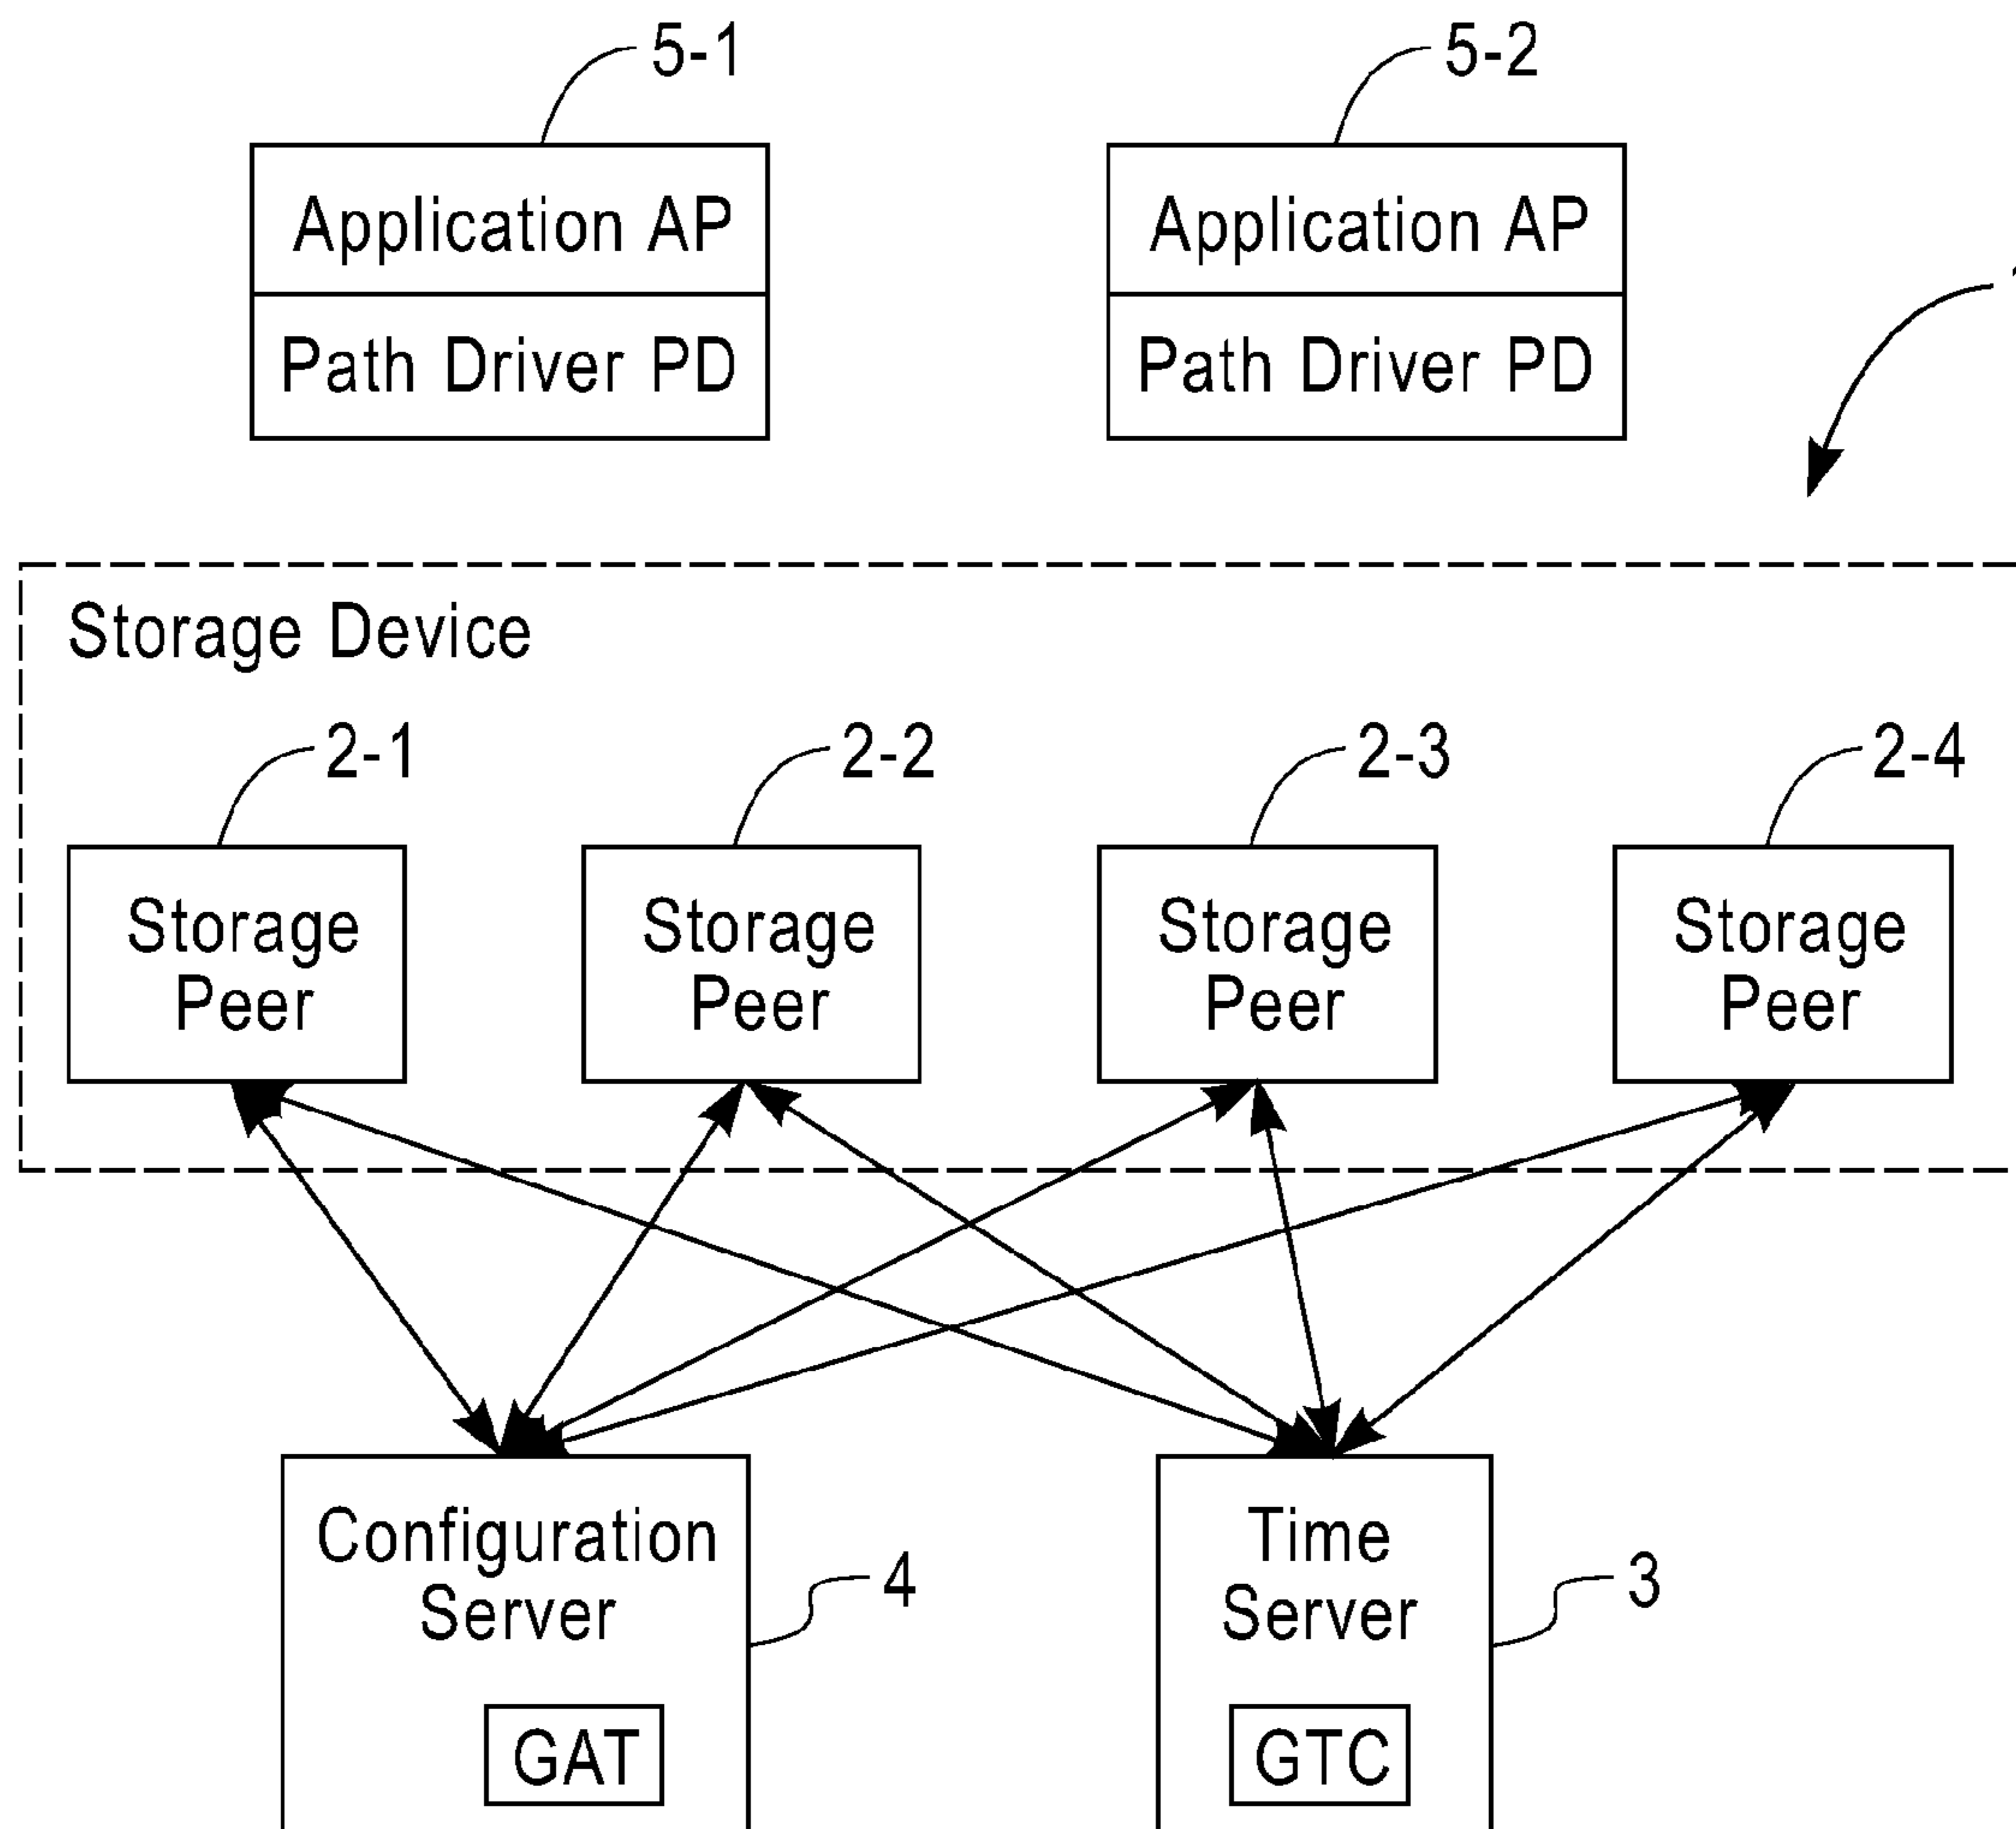 5-1
5-2
Application AP
Application AP
Path Driver PD
Path Driver PD
Storage Device
2-1
2-2
2-3
2-4
Storage
Peer
Storage
Peer
Storage
Peer
Storage
Peer
Configuration
Server
4
GAT
Time
Server
3
GTC